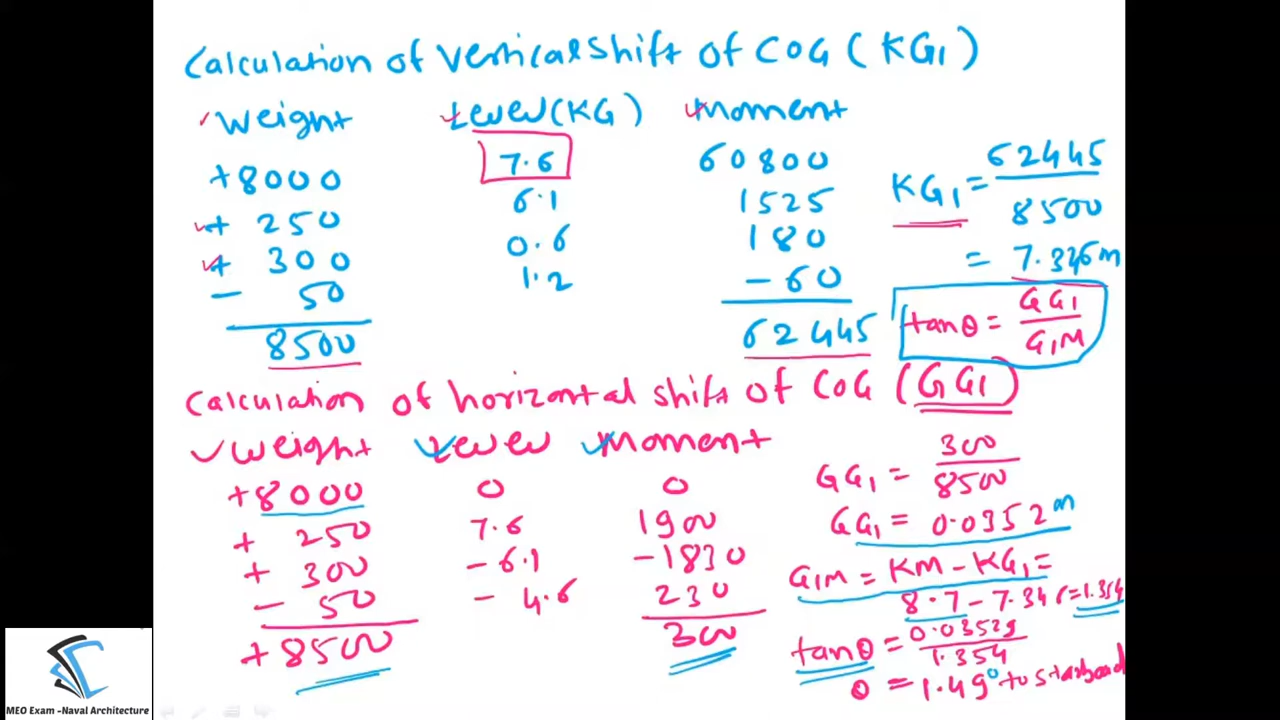 Calculation of vertical shift of COG (KG1)
Weight Lever (KG) Moment
+8000 7.6 60800
+ 250 6.1 1525
+ 300 0.6 180
- 50 1.2 -60
8500 62445
KG1 = 62445 / 8500
= 7.346m
tanθ = GG1 / G1M
Calculation of horizontal shift of COG (GG1)
Weight Lever Moment
+8000 0 0
+ 250 7.6 1900
+ 300 -6.1 -1830
- 50 - 4.6 230
+8500 300
GG1 = 300 / 8500
GG1 = 0.0352m
G1M = KM - KG1 =
8.7 - 7.346 = 1.354
tanθ = 0.03529 / 1.354
θ = 1.49° to starboard
MEO Exam -Naval Architecture